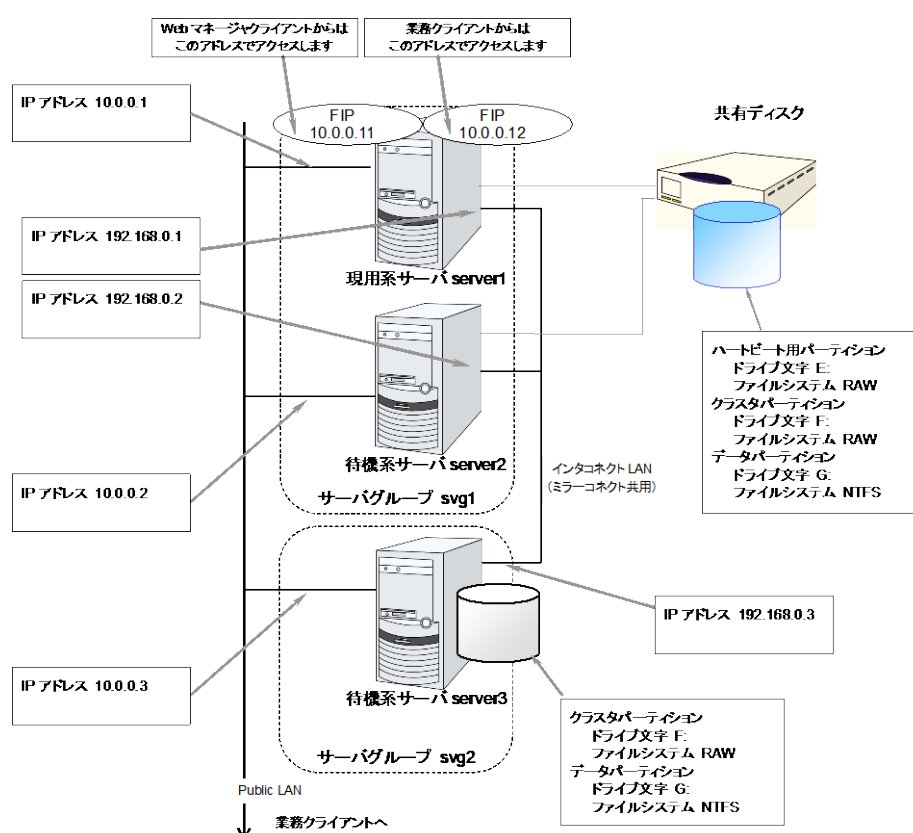 Web マネージャクライアントからは
このアドレスでアクセスします
業務クライアントからは
このアドレスでアクセスします
IP アドレス 10.0.0.1
FIP
10.0.0.11
FIP
10.0.0.12
共有ディスク
IP アドレス 192.168.0.1
現用系サーバ server1
IP アドレス 192.168.0.2
ハートビート用パーティション
ドライブ文字 E:
ファイルシステム RAW
クラスタパーティション
ドライブ文字 F:
ファイルシステム RAW
データパーティション
ドライブ文字 G:
ファイルシステム NTFS
待機系サーバ server2
インタコネクト LAN
(ミラーコネクト共用)
IP アドレス 10.0.0.2
サーバグループ svg1
IP アドレス 192.168.0.3
IP アドレス 10.0.0.3
待機系サーバ server3
クラスタパーティション
ドライブ文字 F:
ファイルシステム RAW
データパーティション
ドライブ文字 G:
ファイルシステム NTFS
サーバグループ svg2
Public LAN
業務クライアントへ